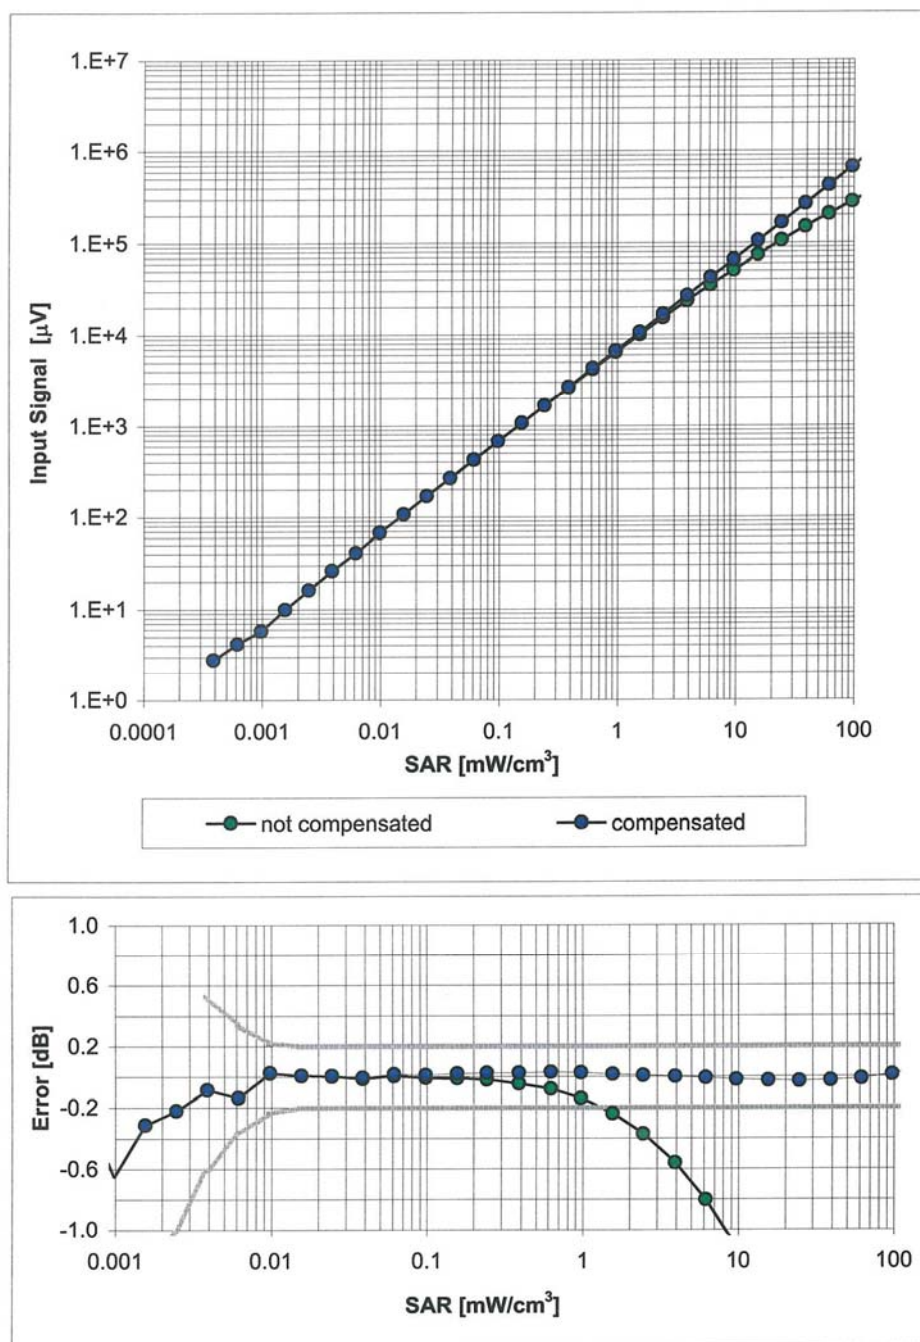 1.E+7
1.E+6
1.E+5
1.E+4
1.E+3
1.E+2
1.E+1
1.E+0
Input Signal [µV]
0.0001 0.001 0.01 0.1 1 10 100
SAR [mW/cm³]
not compensated compensated
1.0
0.6
0.2
-0.2
-0.6
-1.0
Error [dB]
0.001 0.01 0.1 1 10 100
SAR [mW/cm³]